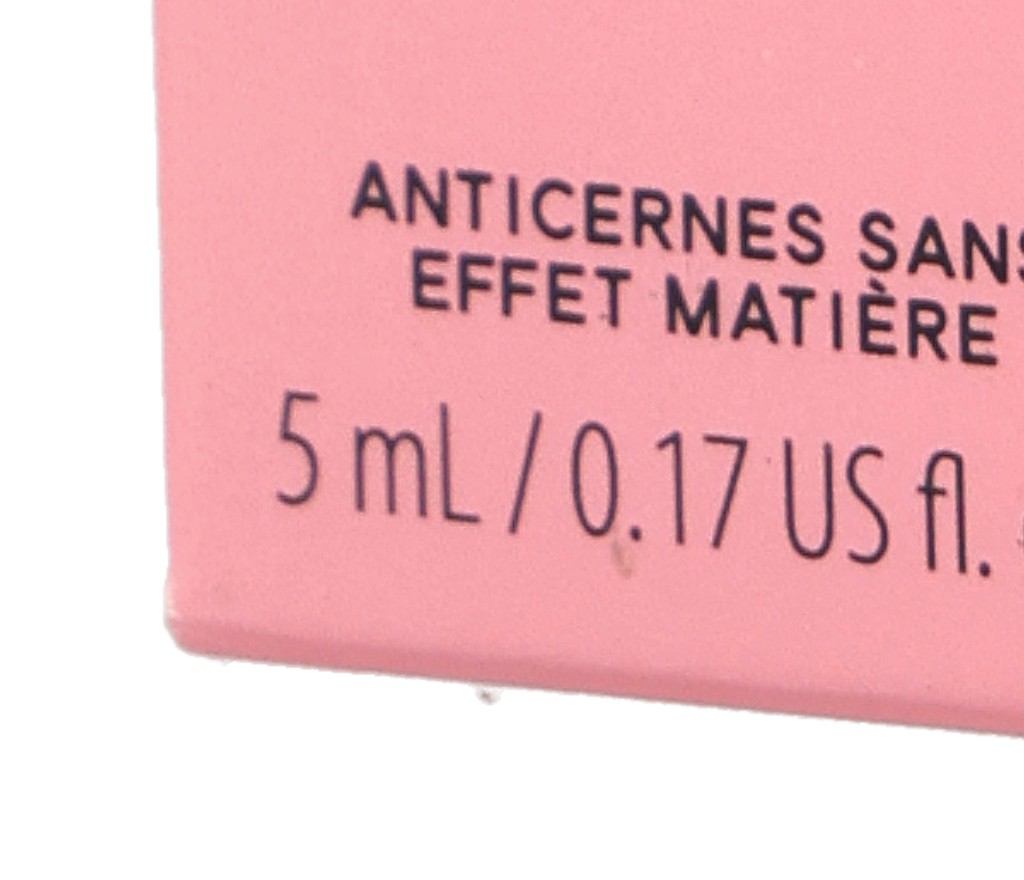 ANTICERNES SANS
EFFET MATIÈRE
5 mL / 0.17 US fl.